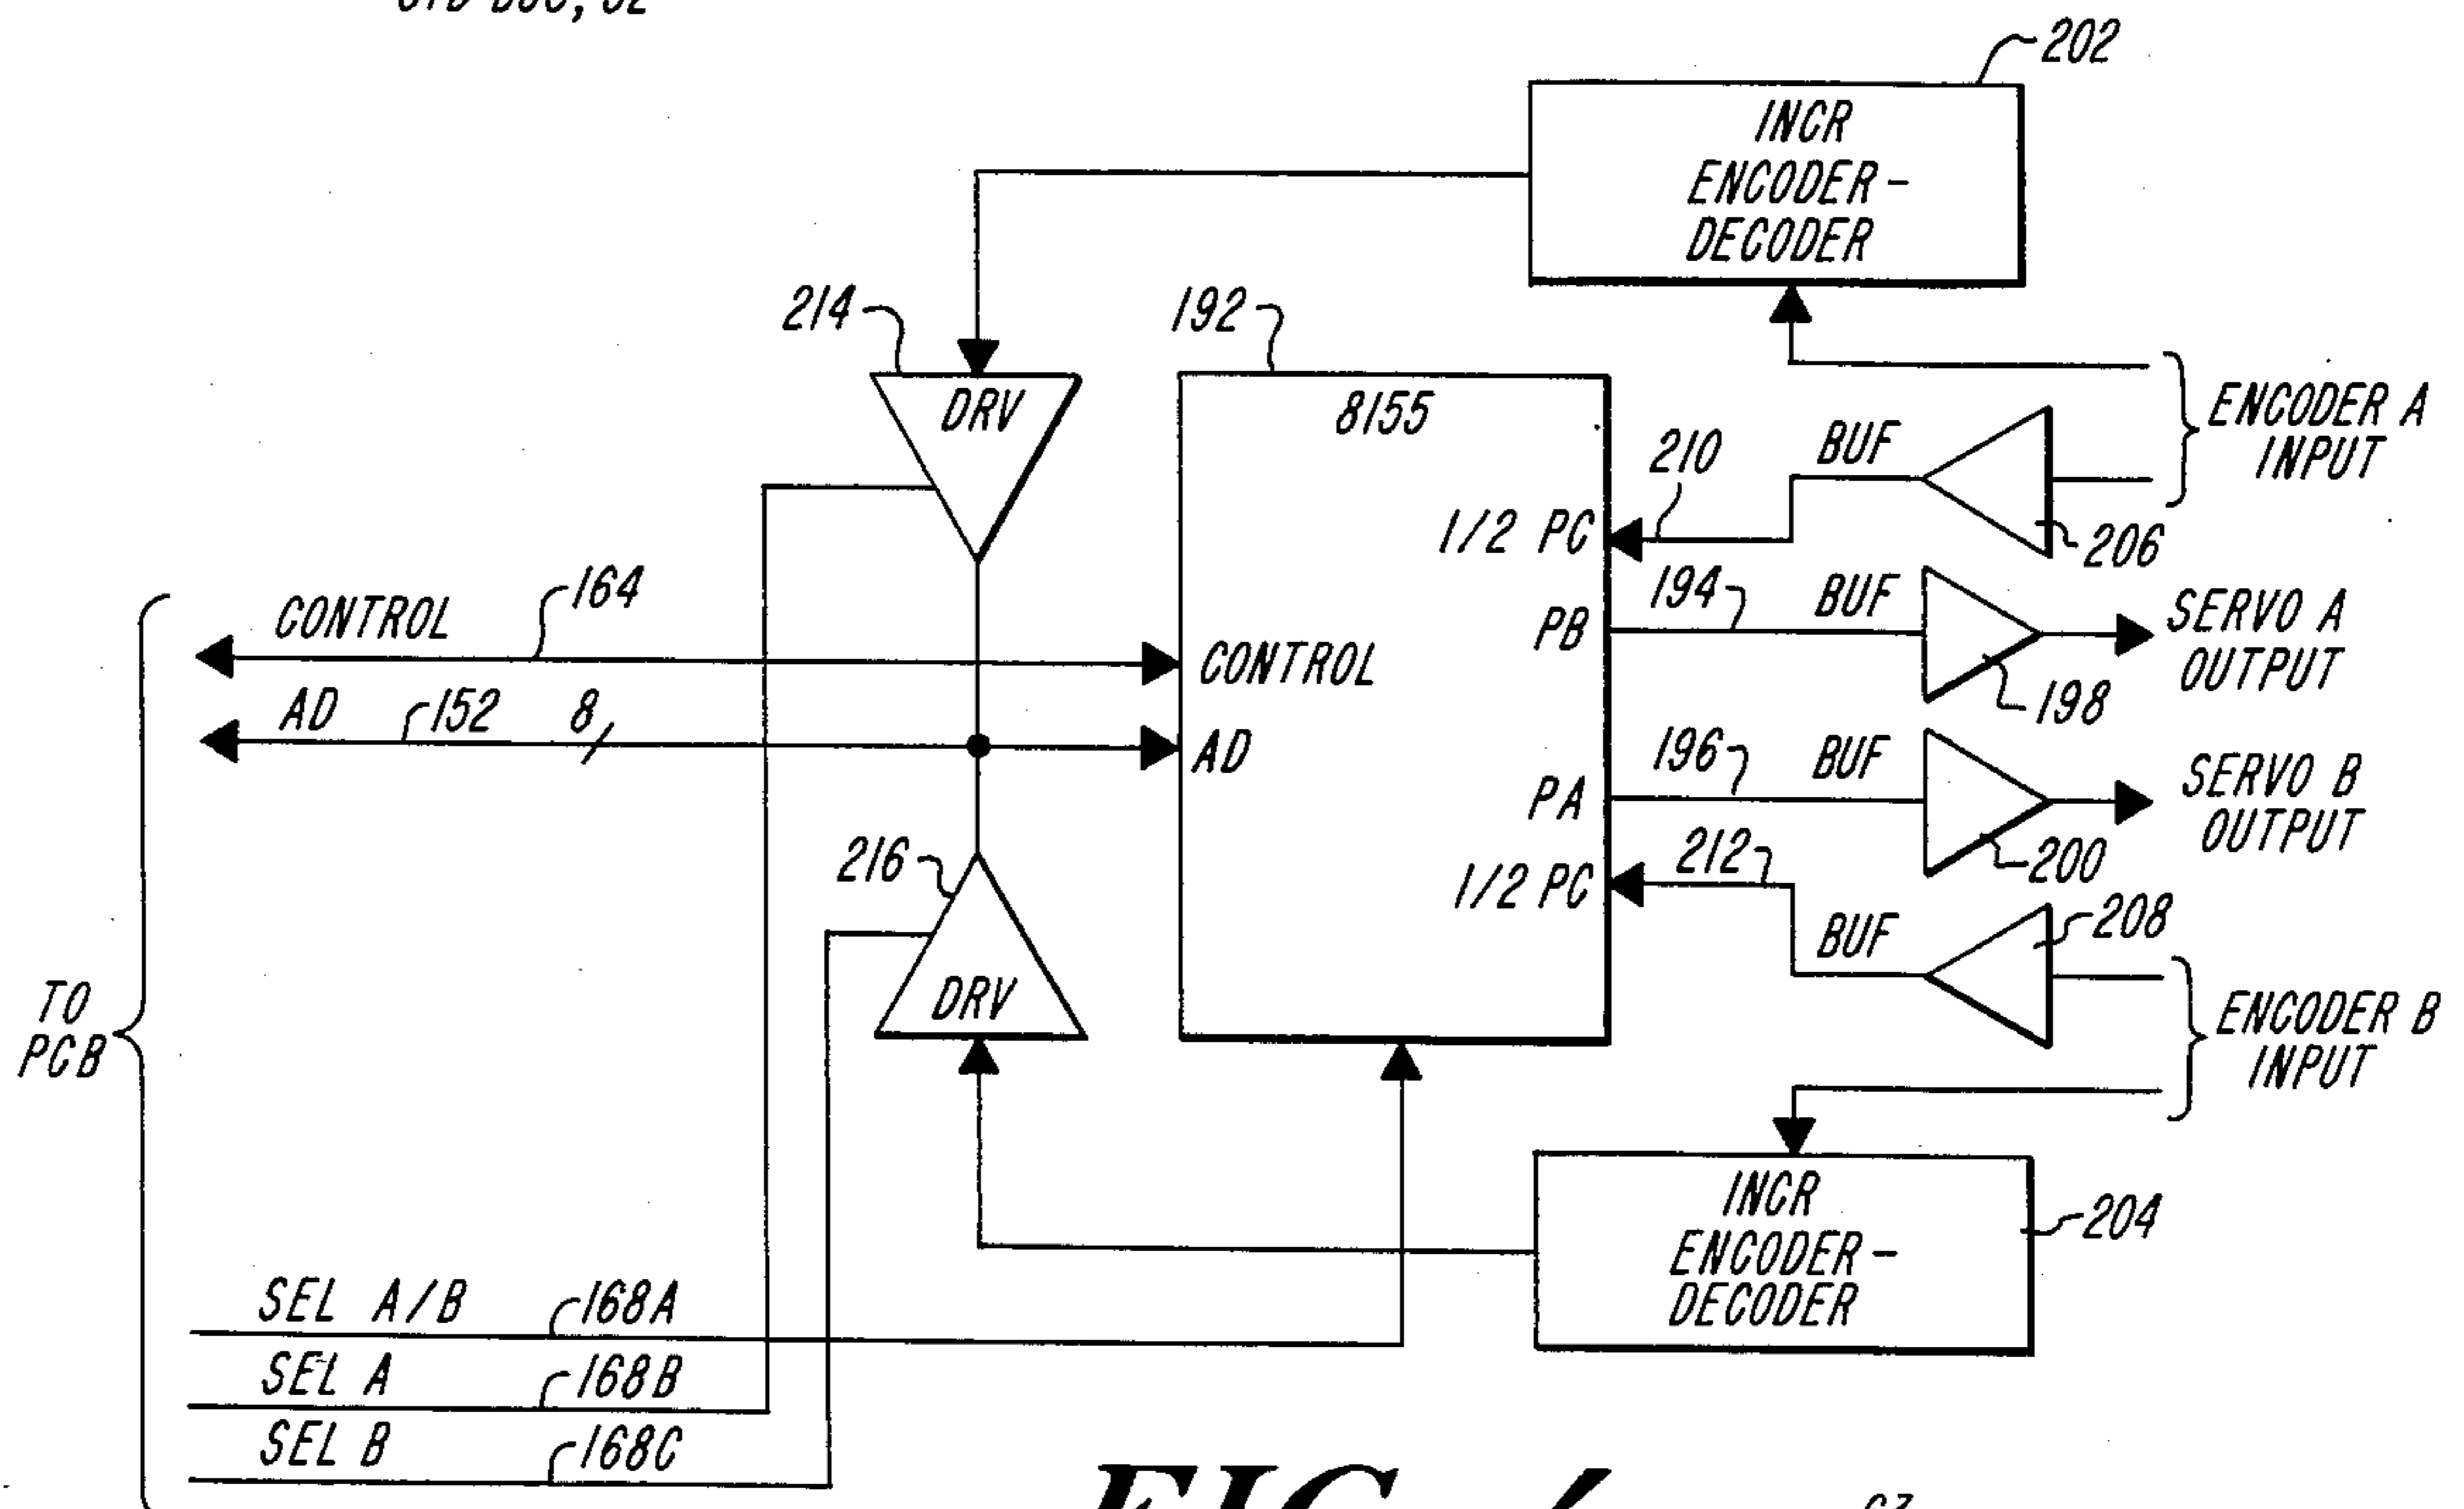 202
INCR
ENCODER-
DECODER
214
DRV
192
8155
ENCODER A
INPUT
BUF
206
210
1/2 PC
194
BUF
PB
198
SERVO A
OUTPUT
CONTROL
164
CONTROL
AD
152
8
AD
196
BUF
PA
200
SERVO B
OUTPUT
212
1/2 PC
BUF
208
216
DRV
ENCODER B
INPUT
TO
PCB
INCR
ENCODER-
DECODER
204
SEL A/B
168A
SEL A
168B
SEL B
168C
FIG.